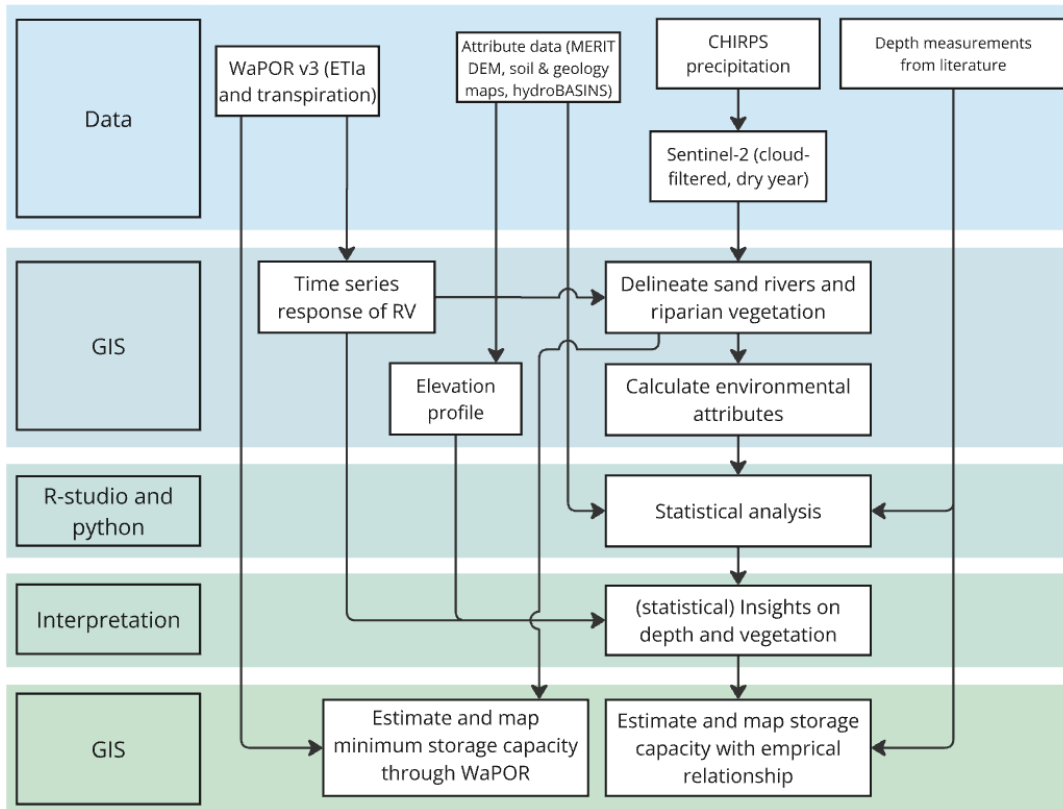 Data
WaPOR v3 (ETIa
and transpiration)
Attribute data (MERIT
DEM, soil & geology
maps, hydroBASINS)
CHIRPS
precipitation
Depth measurements
from literature
Sentinel-2 (cloud-
filtered, dry year)
GIS
Time series
response of RV
Delineate sand rivers and
riparian vegetation
Elevation
profile
Calculate environmental
attributes
R-studio and
python
Statistical analysis
Interpretation
(statistical) Insights on
depth and vegetation
GIS
Estimate and map
minimum storage capacity
through WaPOR
Estimate and map storage
capacity with emprical
relationship